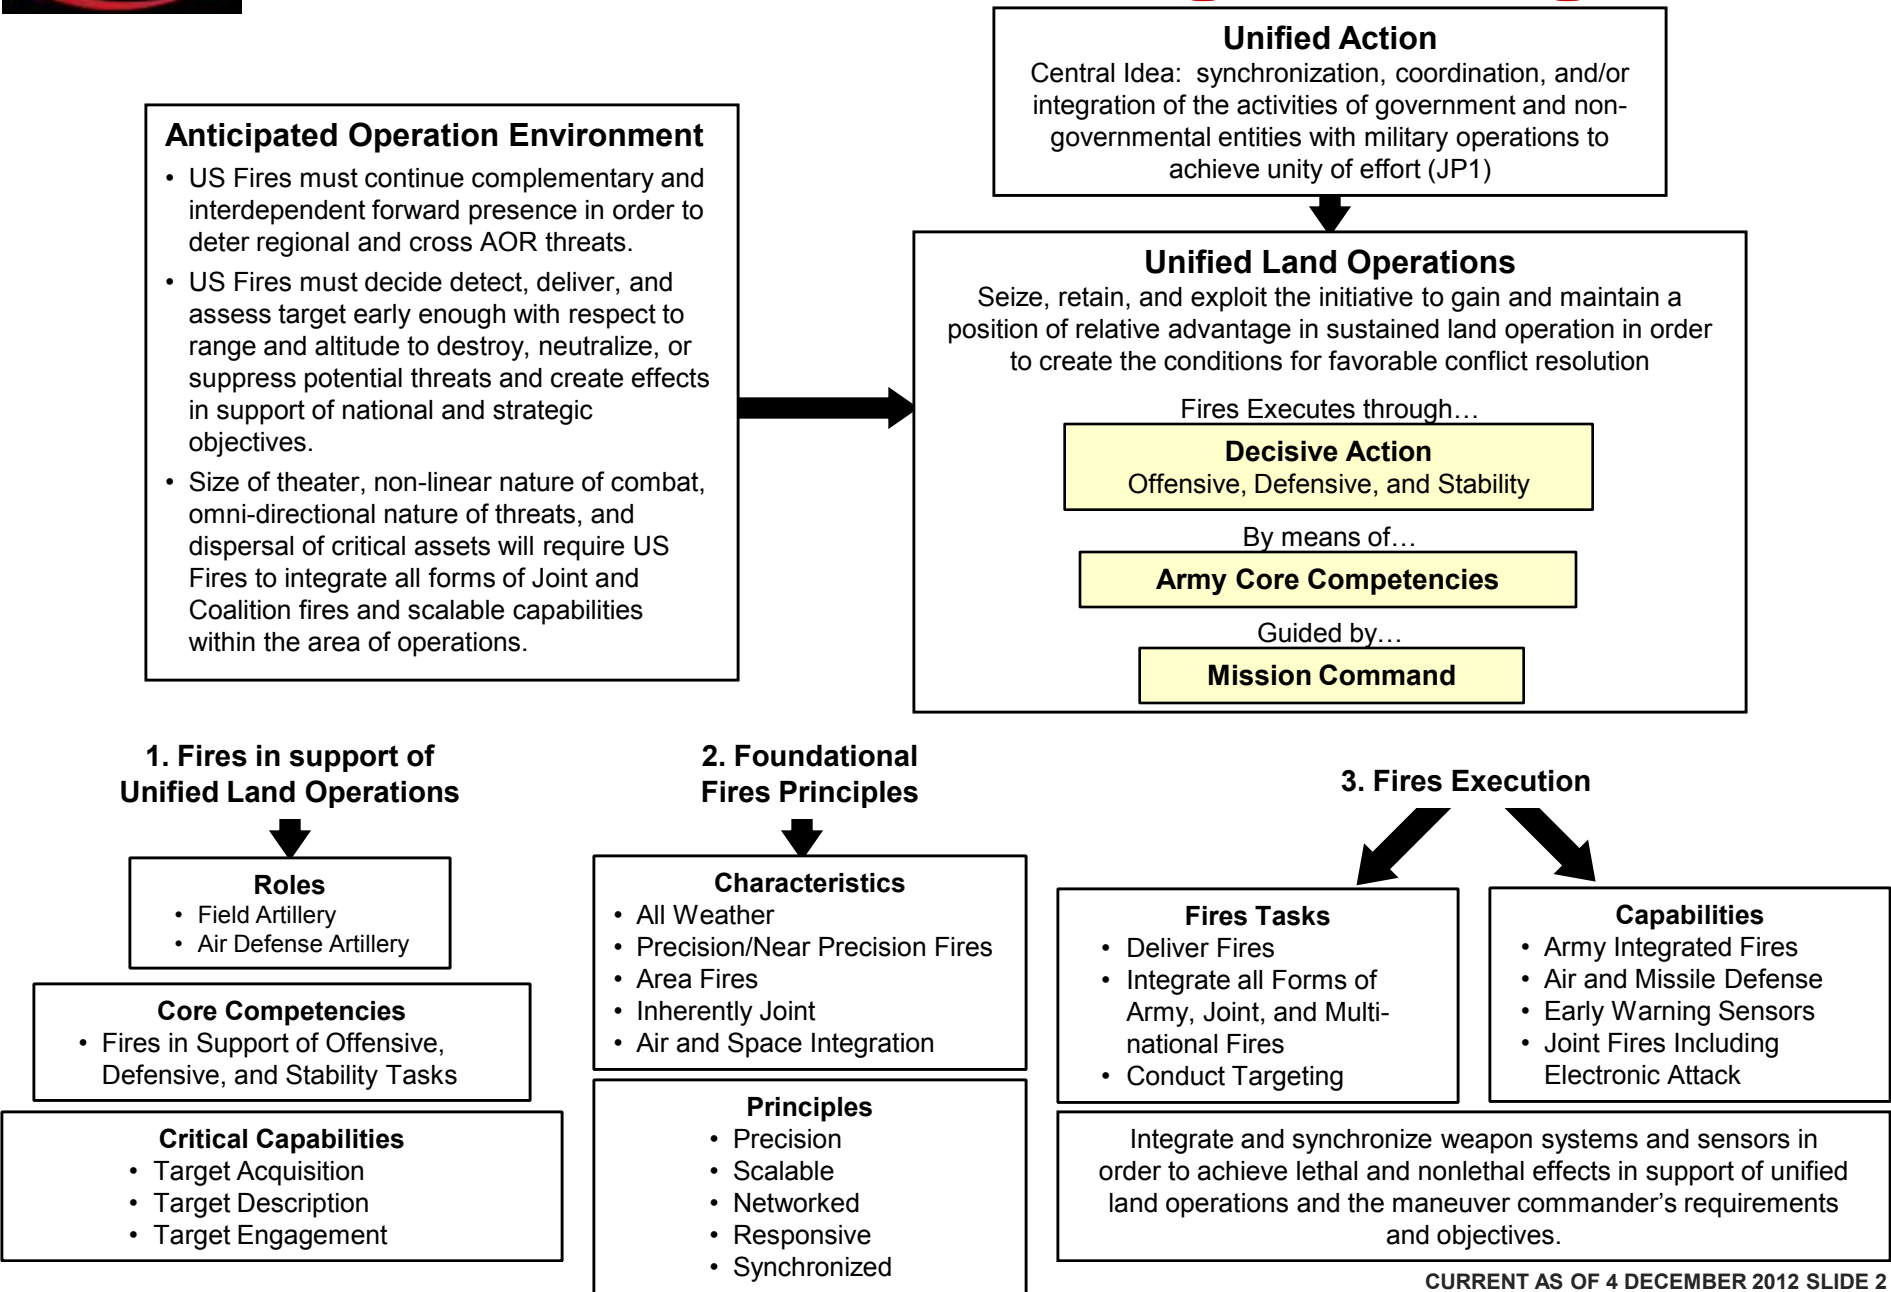 Unified Action
Central Idea:  synchronization, coordination, and/or
integration of the activities of government and non-
governmental entities with military operations to
achieve unity of effort (JP1)
Anticipated Operation Environment
• US Fires must continue complementary and
interdependent forward presence in order to
deter regional and cross AOR threats.
• US Fires must decide detect, deliver, and
assess target early enough with respect to
range and altitude to destroy, neutralize, or
suppress potential threats and create effects
in support of national and strategic
objectives.
• Size of theater, non-linear nature of combat,
omni-directional nature of threats, and
dispersal of critical assets will require US
Fires to integrate all forms of Joint and
Coalition fires and scalable capabilities
within the area of operations.
Unified Land Operations
Seize, retain, and exploit the initiative to gain and maintain a
position of relative advantage in sustained land operation in order
to create the conditions for favorable conflict resolution
Fires Executes through…
Decisive Action
Offensive, Defensive, and Stability
By means of…
Army Core Competencies
Guided by…
Mission Command
1. Fires in support of
Unified Land Operations
Roles
• Field Artillery
• Air Defense Artillery
Core Competencies
• Fires in Support of Offensive,
Defensive, and Stability Tasks
Critical Capabilities
• Target Acquisition
• Target Description
• Target Engagement
2. Foundational
Fires Principles
Characteristics
• All Weather
• Precision/Near Precision Fires
• Area Fires
• Inherently Joint
• Air and Space Integration
Principles
• Precision
• Scalable
• Networked
• Responsive
• Synchronized
3. Fires Execution
Fires Tasks
• Deliver Fires
• Integrate all Forms of
Army, Joint, and Multi-
national Fires
• Conduct Targeting
Capabilities
• Army Integrated Fires
• Air and Missile Defense
• Early Warning Sensors
• Joint Fires Including
Electronic Attack
Integrate and synchronize weapon systems and sensors in
order to achieve lethal and nonlethal effects in support of unified
land operations and the maneuver commander’s requirements
and objectives.
CURRENT AS OF 4 DECEMBER 2012 SLIDE 2